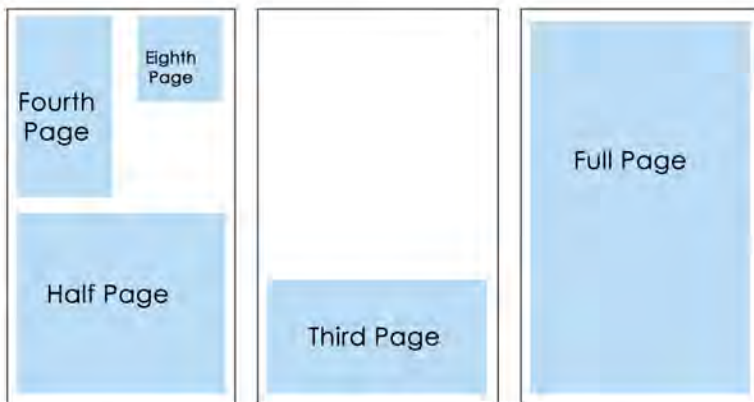 Eighth
Page
Fourth
Page
Half Page
Third Page
Full Page